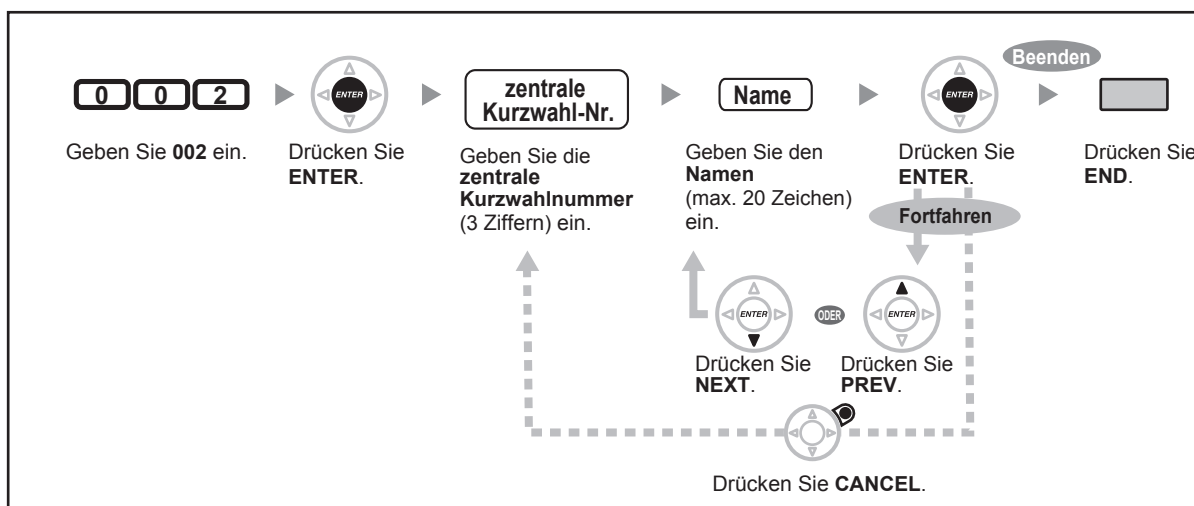 Beenden
0 0 2
ENTER
zentrale
Kurzwahl-Nr.
Name
ENTER
Geben Sie 002 ein.
Drücken Sie
ENTER.
Geben Sie die
zentrale
Kurzwahlnummer
(3 Ziffern) ein.
Geben Sie den
Namen
(max. 20 Zeichen)
ein.
Drücken Sie
ENTER.
Drücken Sie
END.
Fortfahren
ENTER
ODER
ENTER
Drücken Sie
NEXT.
Drücken Sie
PREV.
Drücken Sie CANCEL.